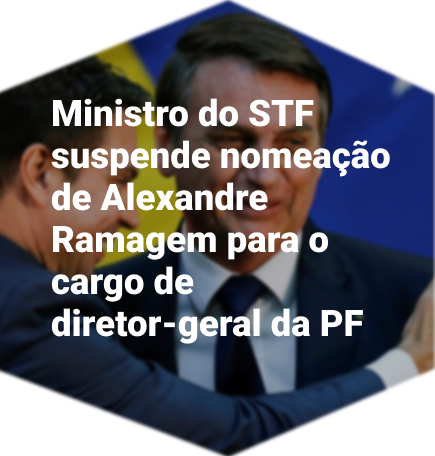 Ministro do STF
suspende nomeação
de Alexandre
Ramagem para o
cargo de
diretor-geral da PF